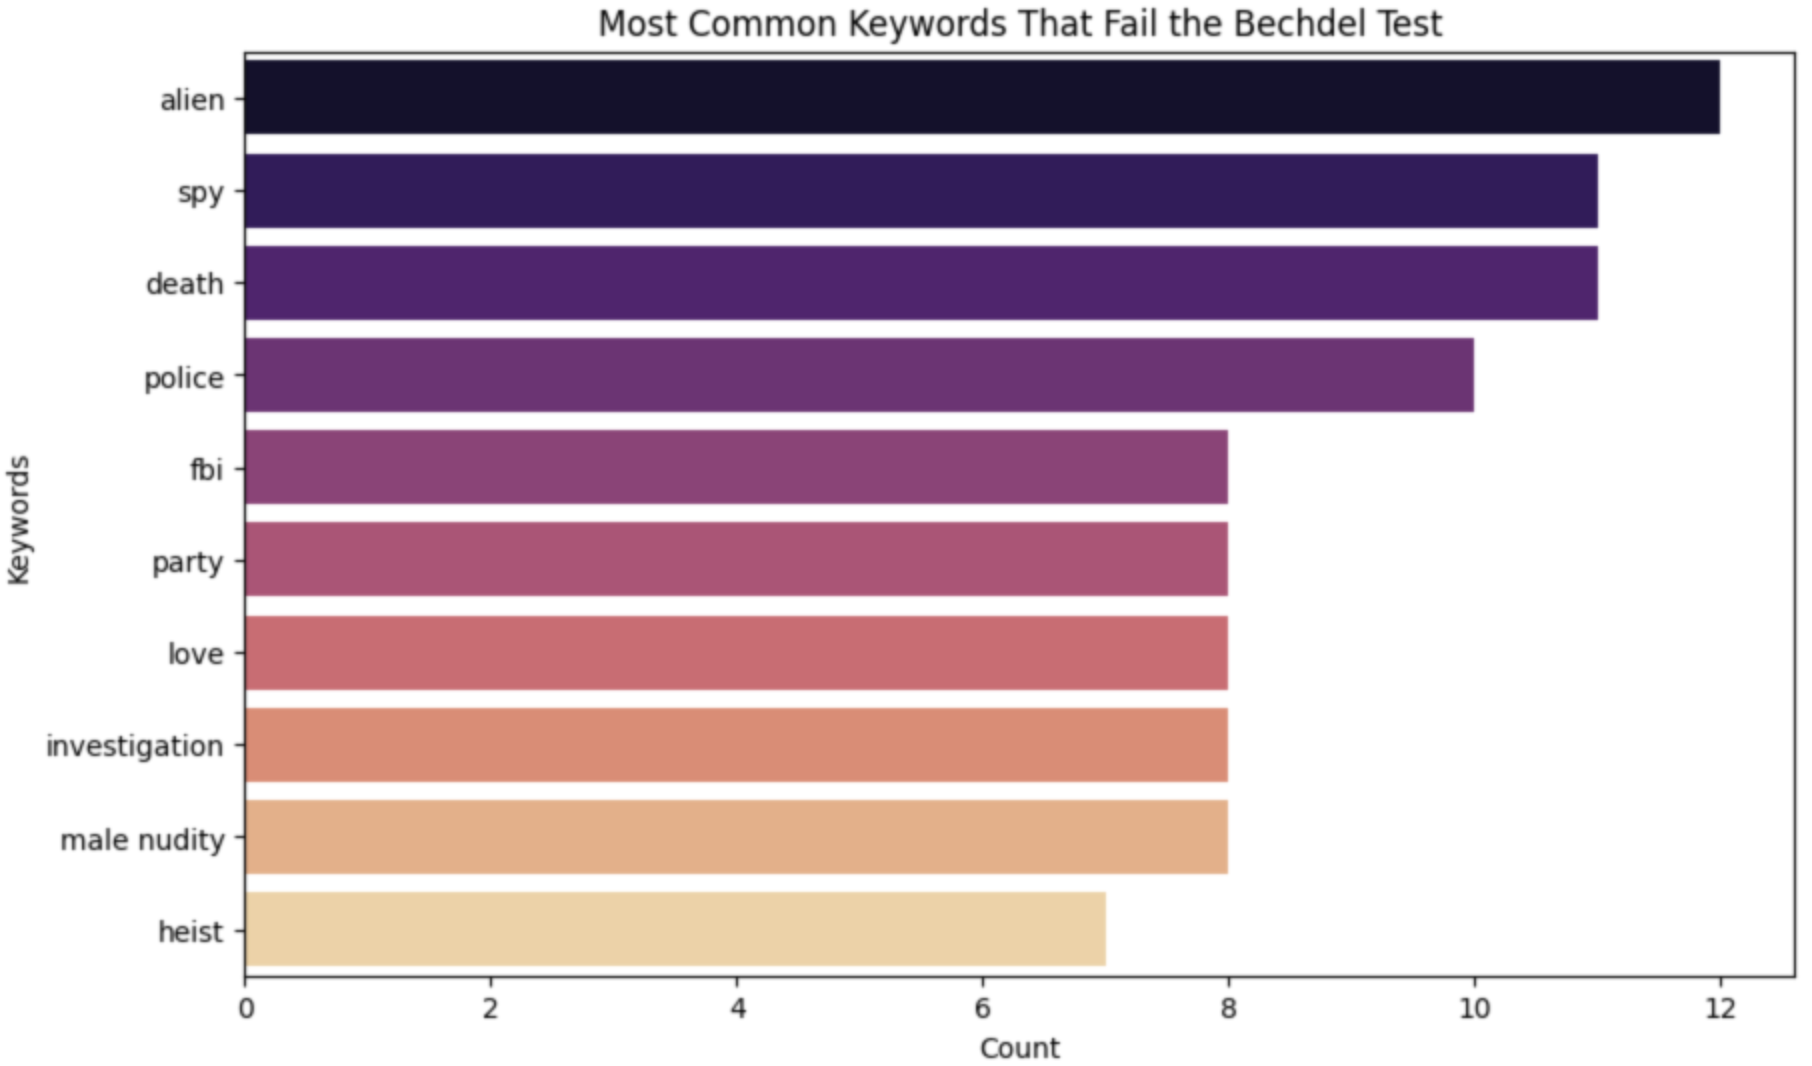 Most Common Keywords That Fail the Bechdel Test
alien
spy
death
police
fbi
party
love
investigation
male nudity
heist
Keywords
0 2 4 6 8 10 12
Count